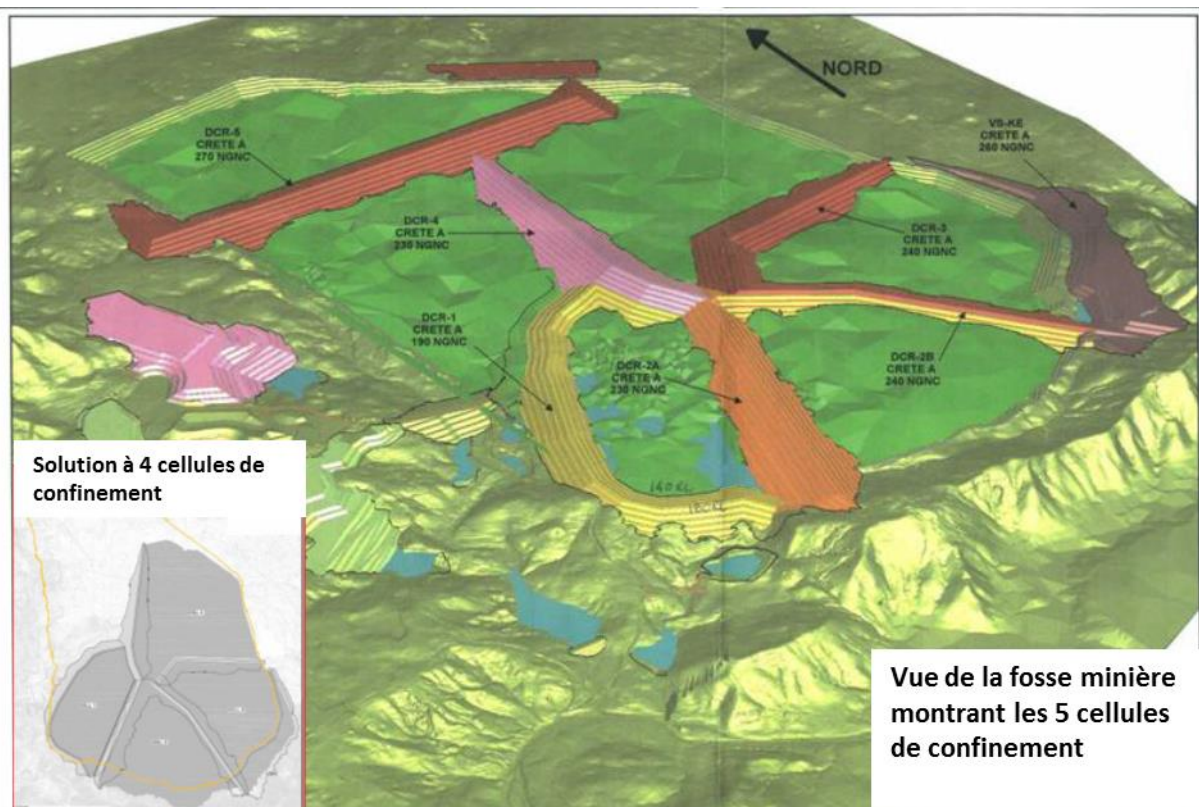 NORD
DCR-5
CRETE A
270 NGNC
VS-KE
CRETE A
260 NGNC
DCR-4
CRETE A
230 NGNC
DCR-3
CRETE A
240 NGNC
DCR-1
CRETE A
190 NGNC
DCR-2A
CRETE A
230 NGNC
DCR-2B
CRETE A
240 NGNC
140 RL
Solution à 4 cellules de
confinement
Vue de la fosse minière
montrant les 5 cellules
de confinement